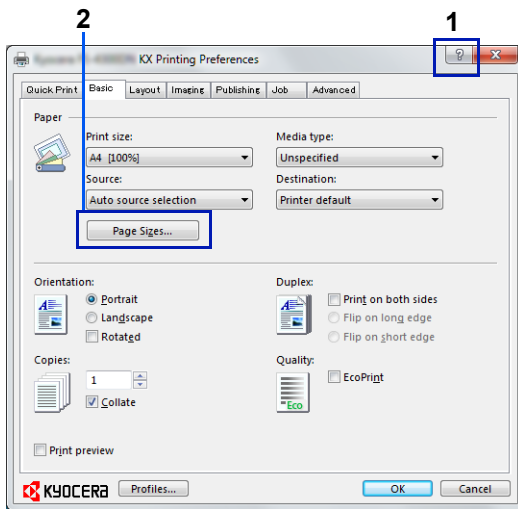 2
1
KX Printing Preferences
?
Quick Print Basic Layout Imaging Publishing Job Advanced
Paper
Print size: Media type:
A4 [100%] Unspecified
Source: Destination:
Auto source selection Printer default
Page Sizes...
Orientation: Duplex:
Portrait Print on both sides
Landscape Flip on long edge
Rotated Flip on short edge
Copies: Quality:
1 EcoPrint
Collate Eco
Print preview
KYOCERA Profiles... OK Cancel